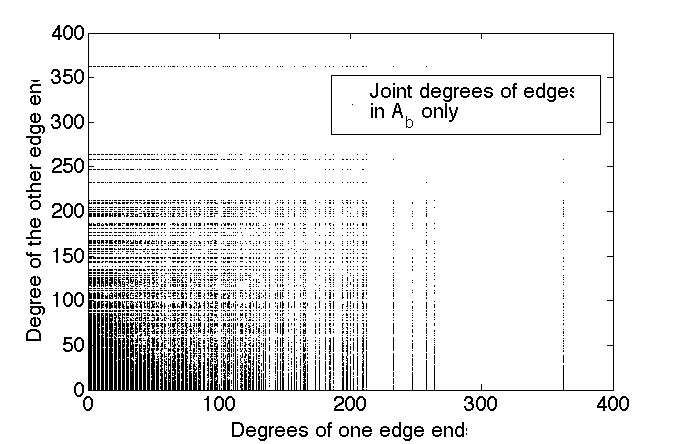 400
350
300
250
200
150
100
50
0
Degree of the other edge end
Joint degrees of edges
in A_b only
0 100 200 300 400
Degrees of one edge ends